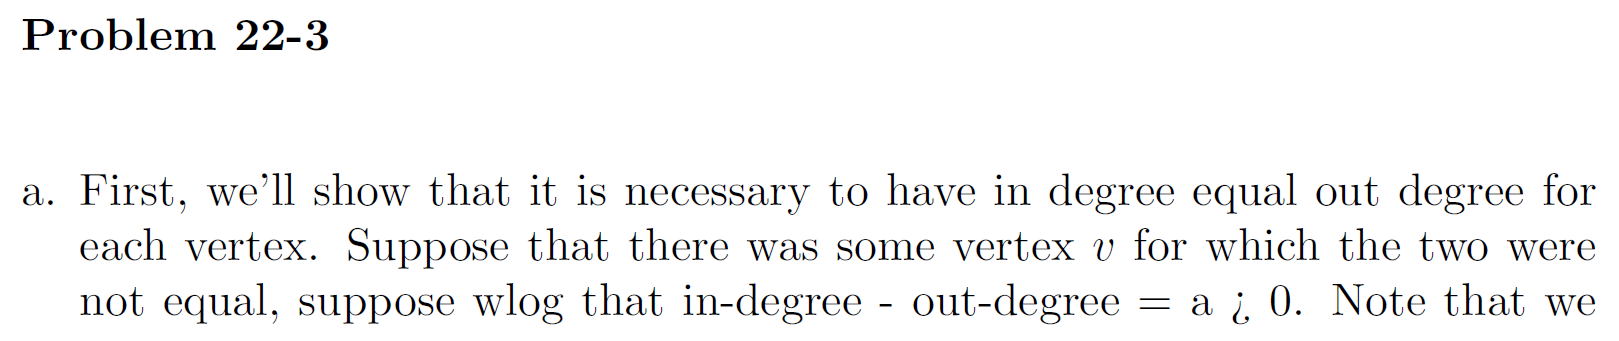 Problem 22-3
a. First, we'll show that it is necessary to have in degree equal out degree for
each vertex. Suppose that there was some vertex v for which the two were
not equal, suppose wlog that in-degree - out-degree = a ¿ 0. Note that we